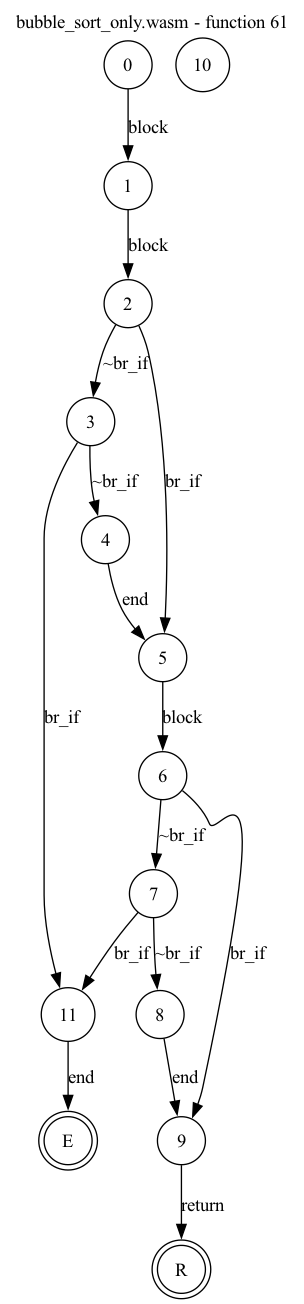 bubble_sort_only.wasm - function 61
0
10
block
1
block
2
~br_if
3
br_if
~br_if
4
end
5
br_if
block
6
~br_if
7
br_if
~br_if
br_if
11
8
end
end
E
9
return
R